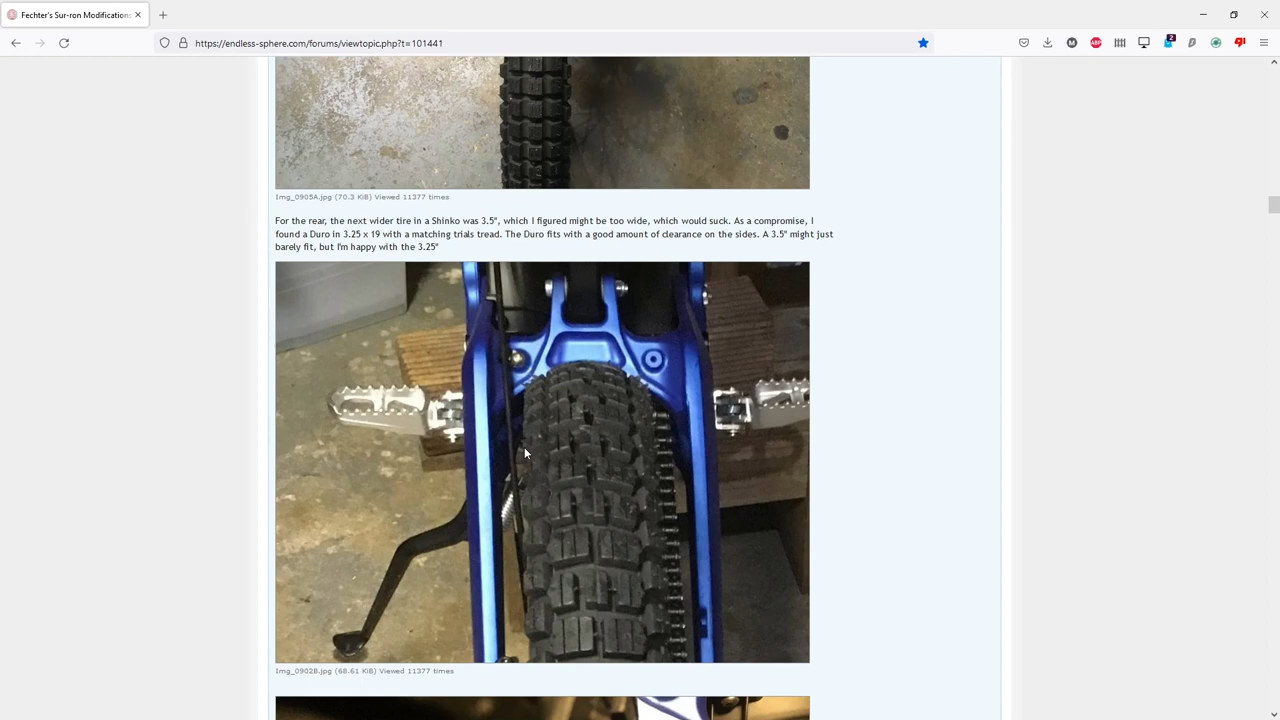 Fechter's Sur-ron Modifications
https://endless-sphere.com/forums/viewtopic.php?t=101441
2
Img_0905A.jpg (70.3 KiB) Viewed 11377 times
For the rear, the next wider tire in a Shinko was 3.5", which I figured might be too wide, which would suck. As a compromise, I
found a Duro in 3.25 x 19 with a matching trials tread. The Duro fits with a good amount of clearance on the sides. A 3.5" might just
barely fit, but I'm happy with the 3.25"
Img_0902B.jpg (68.61 KiB) Viewed 11377 times